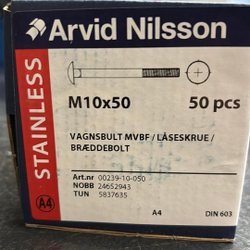 Arvid Nilsson
STAINLESS
A4
M10x50 50 pcs
VAGNSBULT MVBF / LÅSESKRUE /
BRÆDDEBOLT
Art.nr 00239-10-050
NOBB 24652943
TUN 5837635
A4 DIN 603